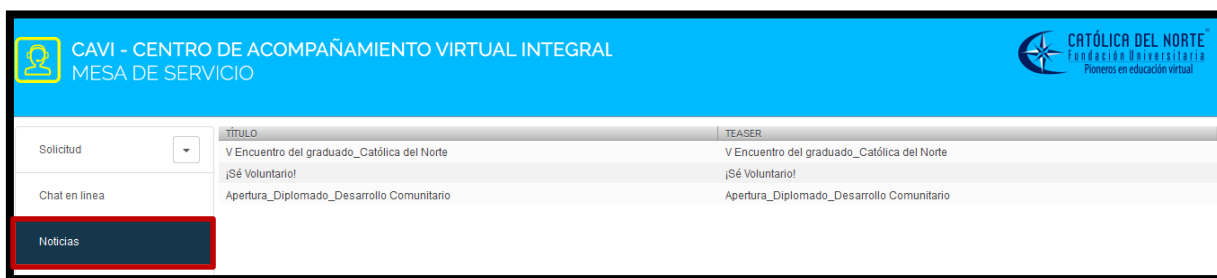 CAVI - CENTRO DE ACOMPAÑAMIENTO VIRTUAL INTEGRAL
MESA DE SERVICIO
CATÓLICA DEL NORTE
Fundación Universitaria
Pioneros en educación virtual
Solicitud
Chat en linea
Noticias
TÍTULO TEASER
V Encuentro del graduado_Católica del Norte V Encuentro del graduado_Católica del Norte
¡Sé Voluntario! ¡Sé Voluntario!
Apertura_Diplomado_Desarrollo Comunitario Apertura_Diplomado_Desarrollo Comunitario